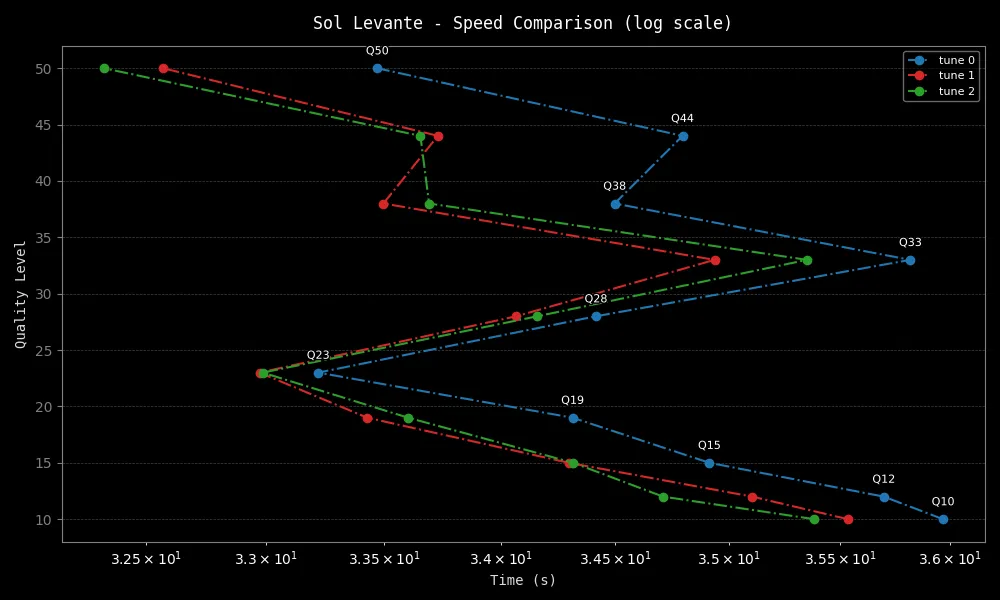 Sol Levante - Speed Comparison (log scale)
Q50
tune 0
tune 1
tune 2
50
45
Q44
40
Q38
35
Q33
30
Q28
25
Q23
20
Q19
15
Q15
Q12
10
Q10
Quality Level
3.25 × 10¹
3.3 × 10¹
3.35 × 10¹
3.4 × 10¹
3.45 × 10¹
3.5 × 10¹
3.55 × 10¹
3.6 × 10¹
Time (s)